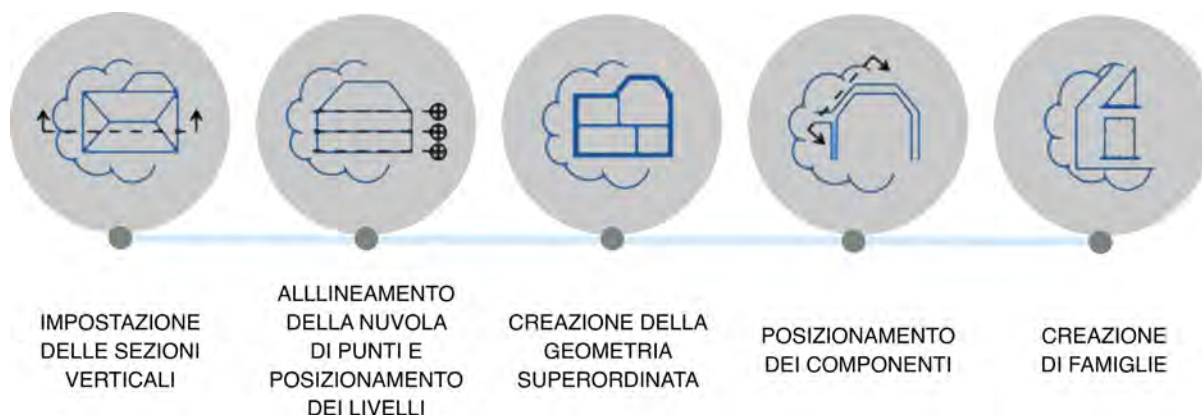 IMPOSTAZIONE
DELLE SEZIONI
VERTICALI
ALLLINEAMENTO
DELLA NUVOLA
DI PUNTI E
POSIZIONAMENTO
DEI LIVELLI
CREAZIONE DELLA
GEOMETRIA
SUPERORDINATA
POSIZIONAMENTO
DEI COMPONENTI
CREAZIONE
DI FAMIGLIE